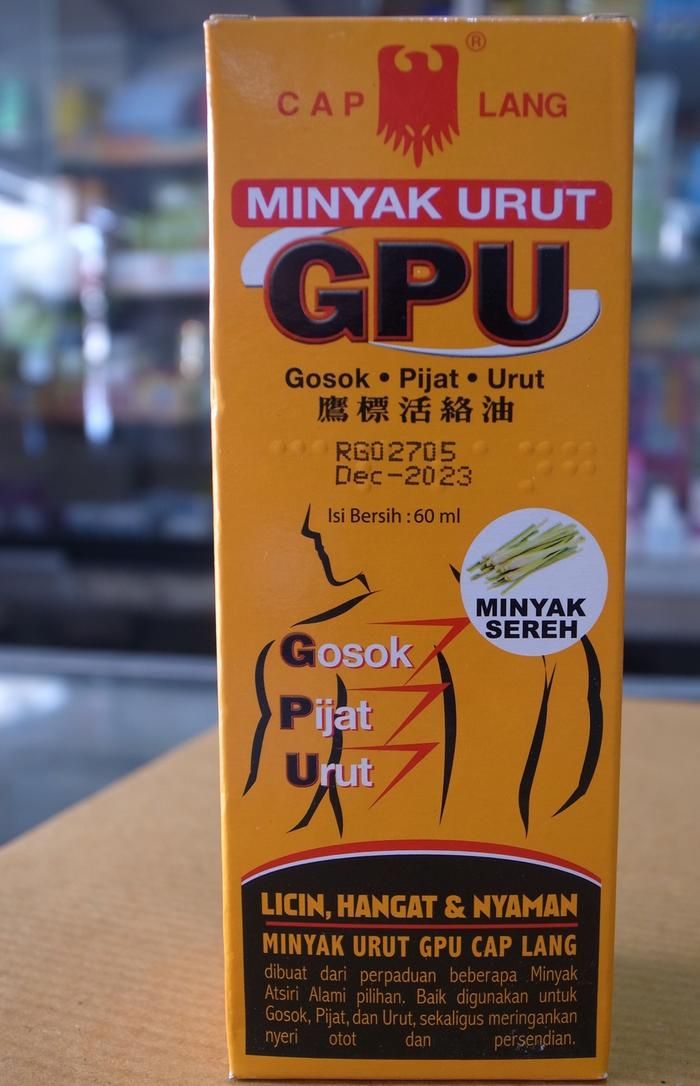 ®
CAP LANG
MINYAK URUT
GPU
Gosok • Pijat • Urut
鷹標活絡油
RG02705
Dec-2023
Isi Bersih : 60 ml
MINYAK
SEREH
Gosok
Pijat
Urut
LICIN, HANGAT & NYAMAN
MINYAK URUT GPU CAP LANG
dibuat dari perpaduan beberapa Minyak
Atsiri Alami pilihan. Baik digunakan untuk
Gosok, Pijat, dan Urut, sekaligus meringankan
nyeri otot dan persendian.